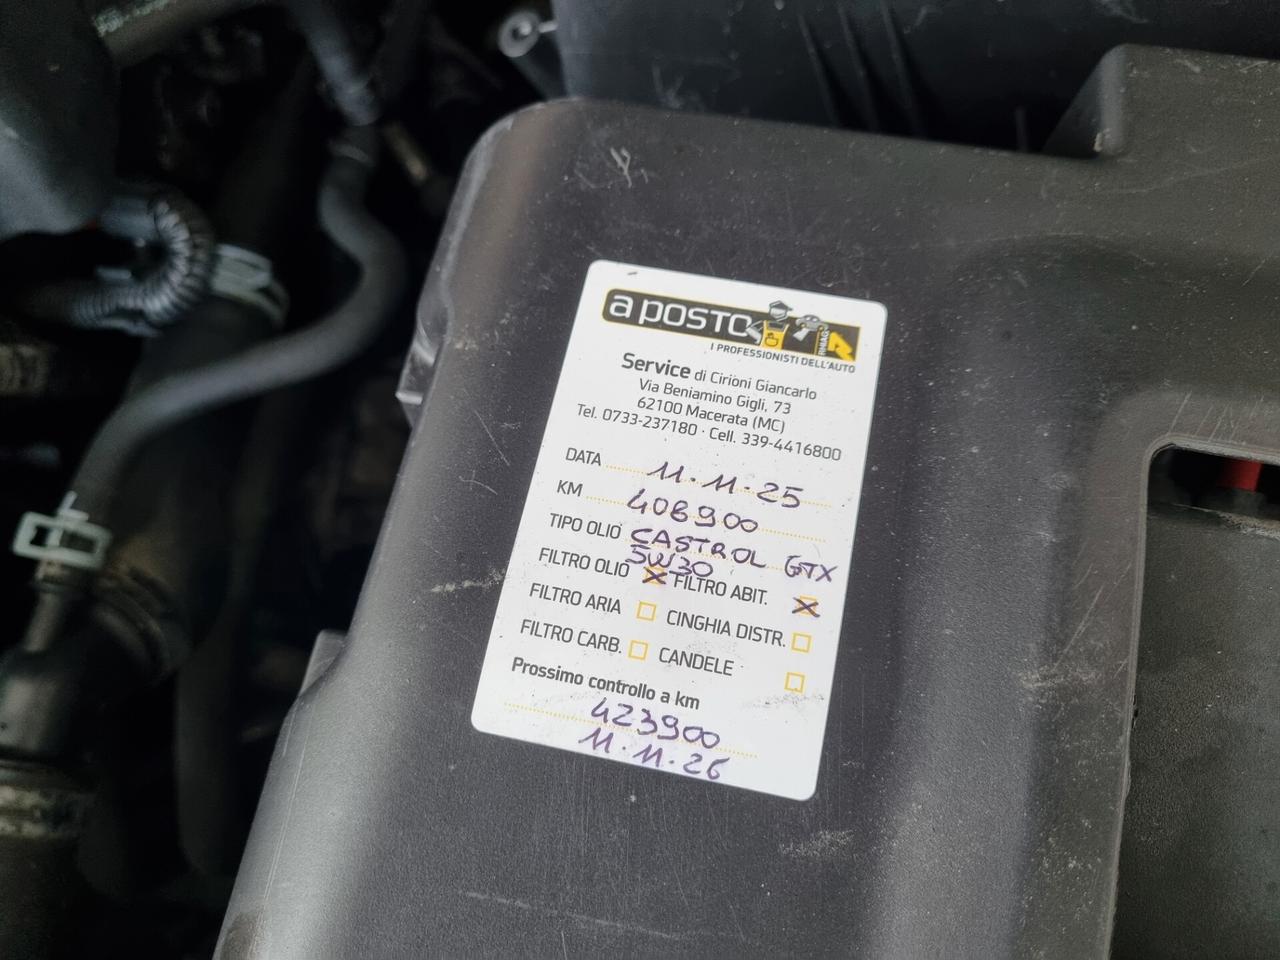 a POSTO
RHIAG
I PROFESSIONISTI DELL'AUTO
Service di Cirioni Giancarlo
Via Beniamino Gigli, 73
62100 Macerata (MC)
Tel. 0733-237180 · Cell. 339-4416800
DATA 11.11.25
KM 408900
TIPO OLIO CASTROL GTX
5W30
FILTRO OLIO X FILTRO ABIT. X
FILTRO ARIA CINGHIA DISTR.
FILTRO CARB. CANDELE
Prossimo controllo a km
423900
11.11.26